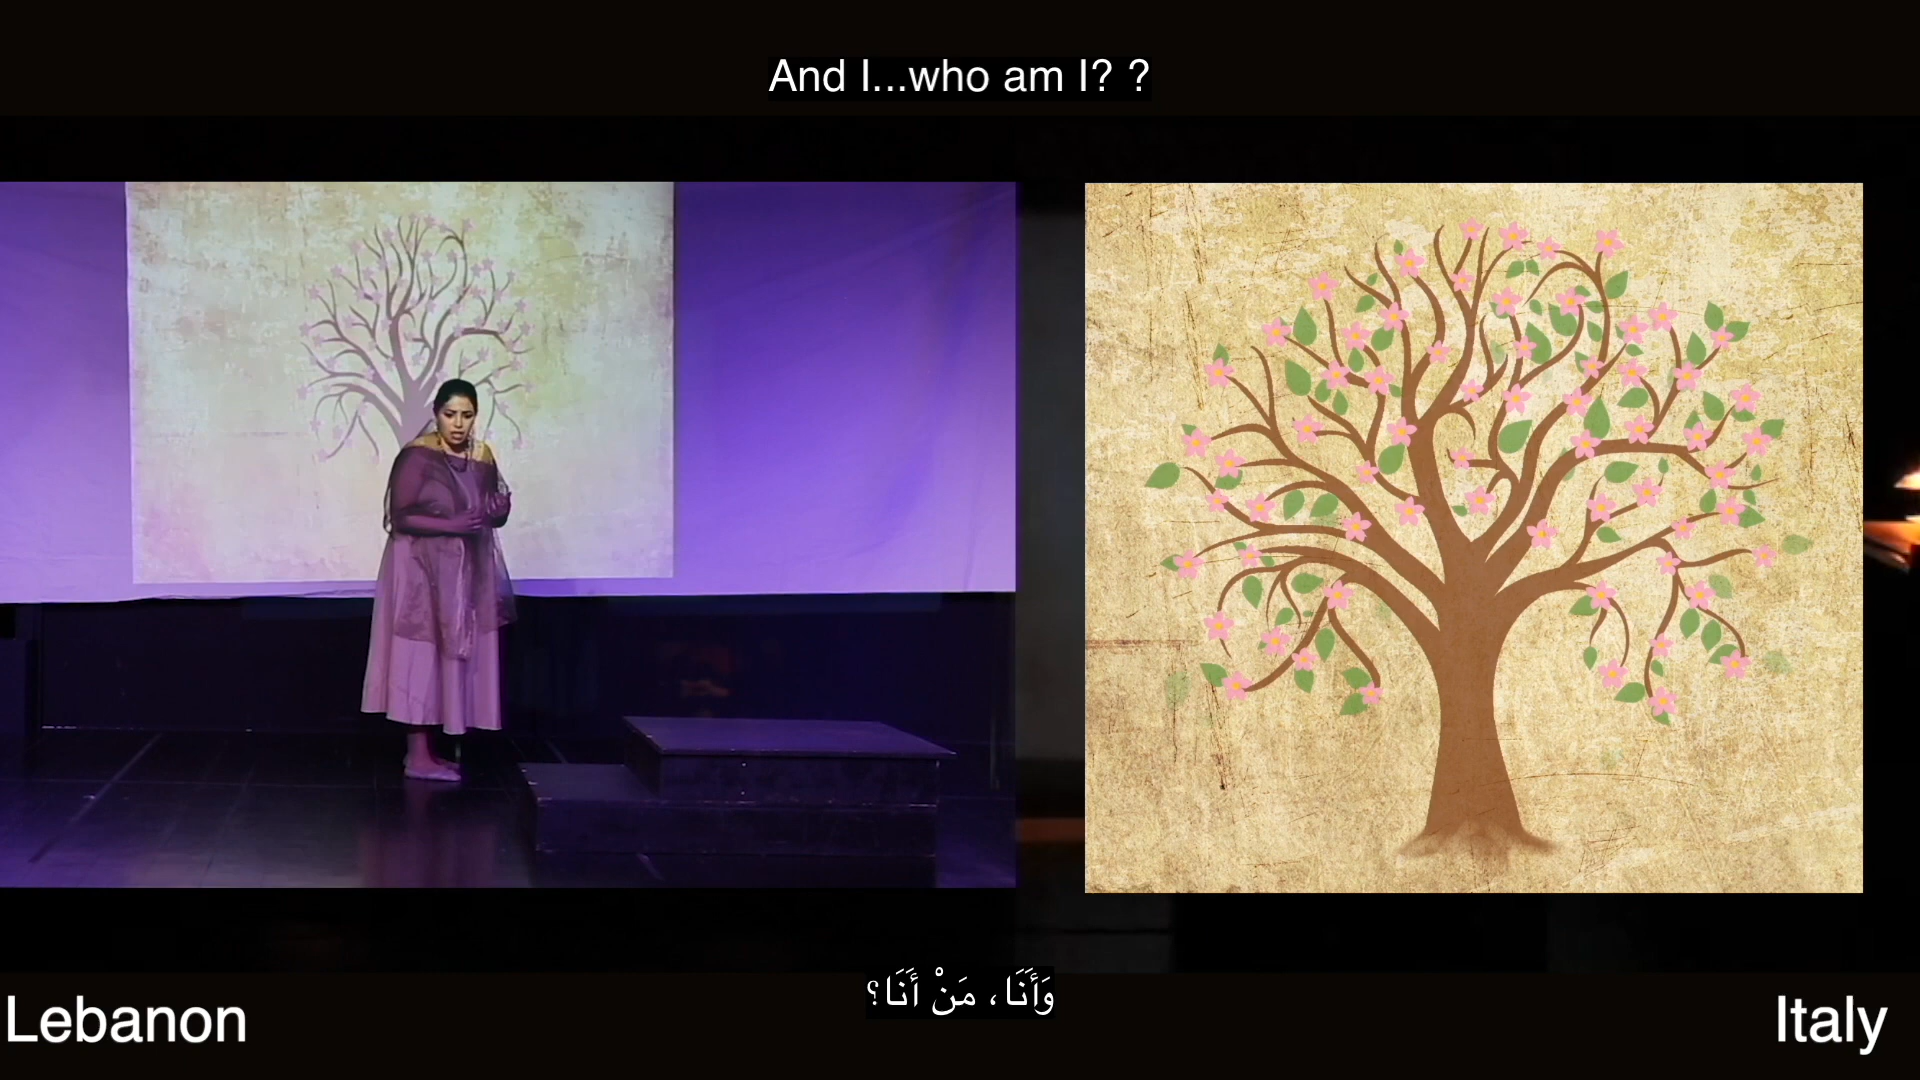 And I...who am I? ?
وَأَنَا، مَنْ أَنَا؟
Lebanon
Italy